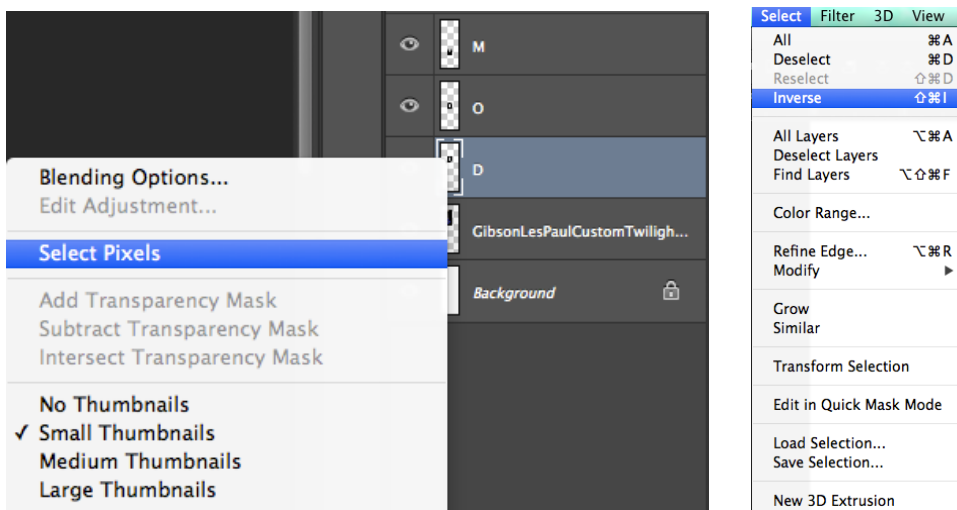 M
O
D
GibsonLesPaulCustomTwiligh...
Background
Blending Options...
Edit Adjustment...
Select Pixels
Add Transparency Mask
Subtract Transparency Mask
Intersect Transparency Mask
No Thumbnails
✓ Small Thumbnails
Medium Thumbnails
Large Thumbnails
Select Filter 3D View
All ⌘A
Deselect ⌘D
Reselect ⇧⌘D
Inverse ⇧⌘I
All Layers ⌥⌘A
Deselect Layers
Find Layers ⌥⇧⌘F
Color Range...
Refine Edge... ⌥⌘R
Modify ▶
Grow
Similar
Transform Selection
Edit in Quick Mask Mode
Load Selection...
Save Selection...
New 3D Extrusion